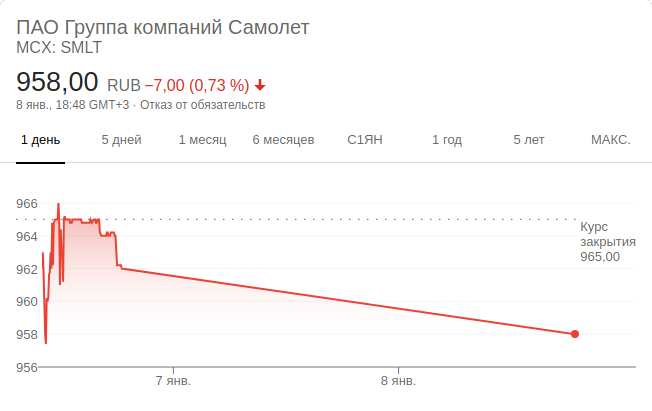 ПАО Группа компаний Самолет
MCX: SMLT
958,00 RUB −7,00 (0,73 %)
8 янв., 18:48 GMT+3 · Отказ от обязательств
1 день 5 дней 1 месяц 6 месяцев С1ЯН 1 год 5 лет МАКС.
966
964
962
960
958
956
Курс
закрытия
965,00
7 янв. 8 янв.